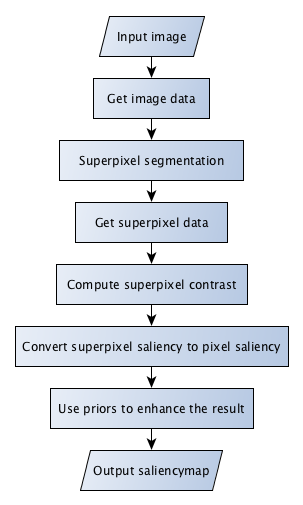 Input image
Get image data
Superpixel segmentation
Get superpixel data
Compute superpixel contrast
Convert superpixel saliency to pixel saliency
Use priors to enhance the result
Output saliencymap